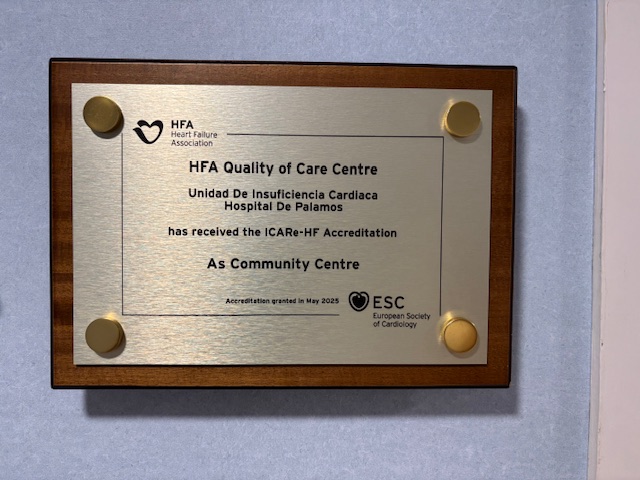 HFA
Heart Failure
Association
HFA Quality of Care Centre
Unidad De Insuficiencia Cardiaca
Hospital De Palamos
has received the ICARe-HF Accreditation
As Community Centre
Accreditation granted in May 2025
ESC
European Society
of Cardiology